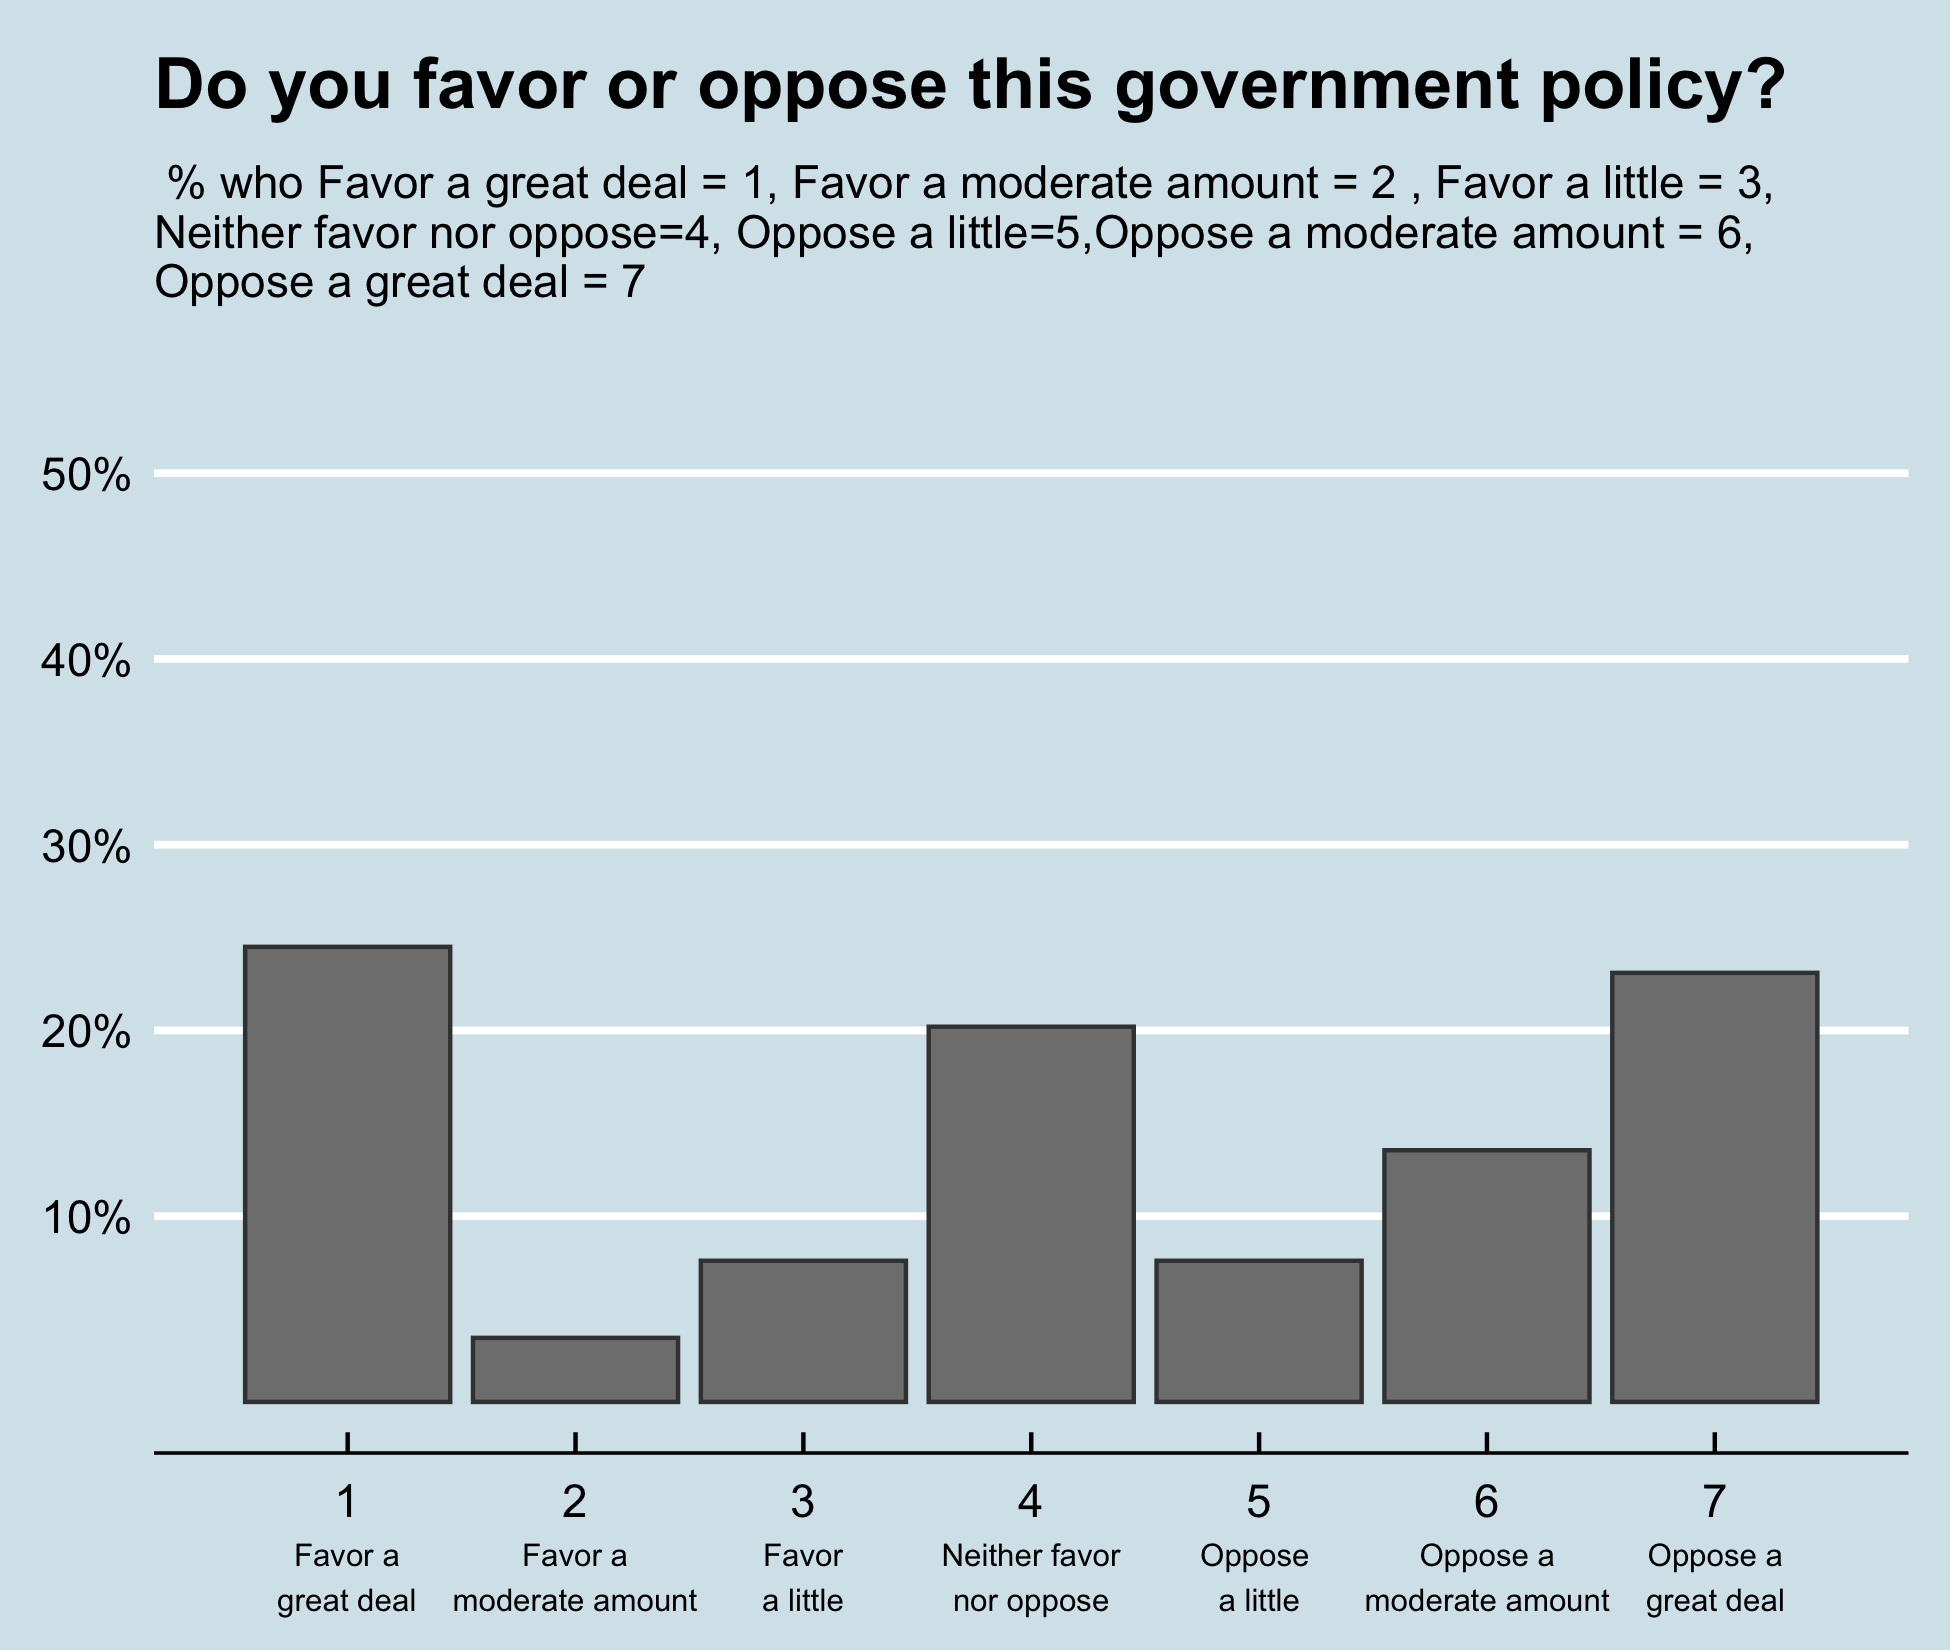 Do you favor or oppose this government policy?
% who Favor a great deal = 1, Favor a moderate amount = 2 , Favor a little = 3,
Neither favor nor oppose=4, Oppose a little=5,Oppose a moderate amount = 6,
Oppose a great deal = 7
50%
40%
30%
20%
10%
1 2 3 4 5 6 7
Favor a Favor a Favor Neither favor Oppose Oppose a Oppose a
great deal moderate amount a little nor oppose a little moderate amount great deal